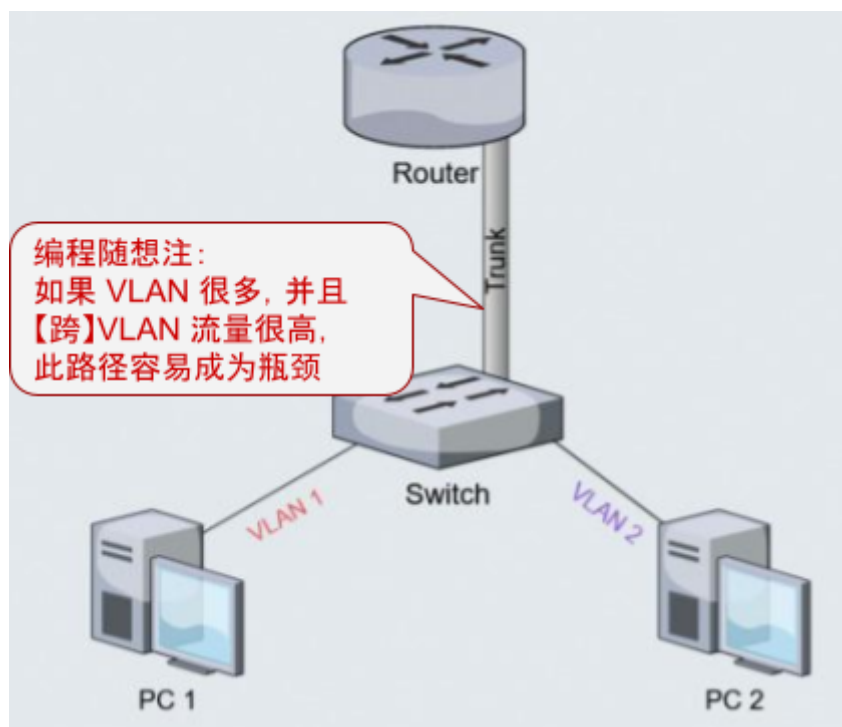 Router
Trunk
编程随想注:
如果 VLAN 很多, 并且
【跨】VLAN 流量很高,
此路径容易成为瓶颈
Switch
VLAN 1
VLAN 2
PC 1
PC 2